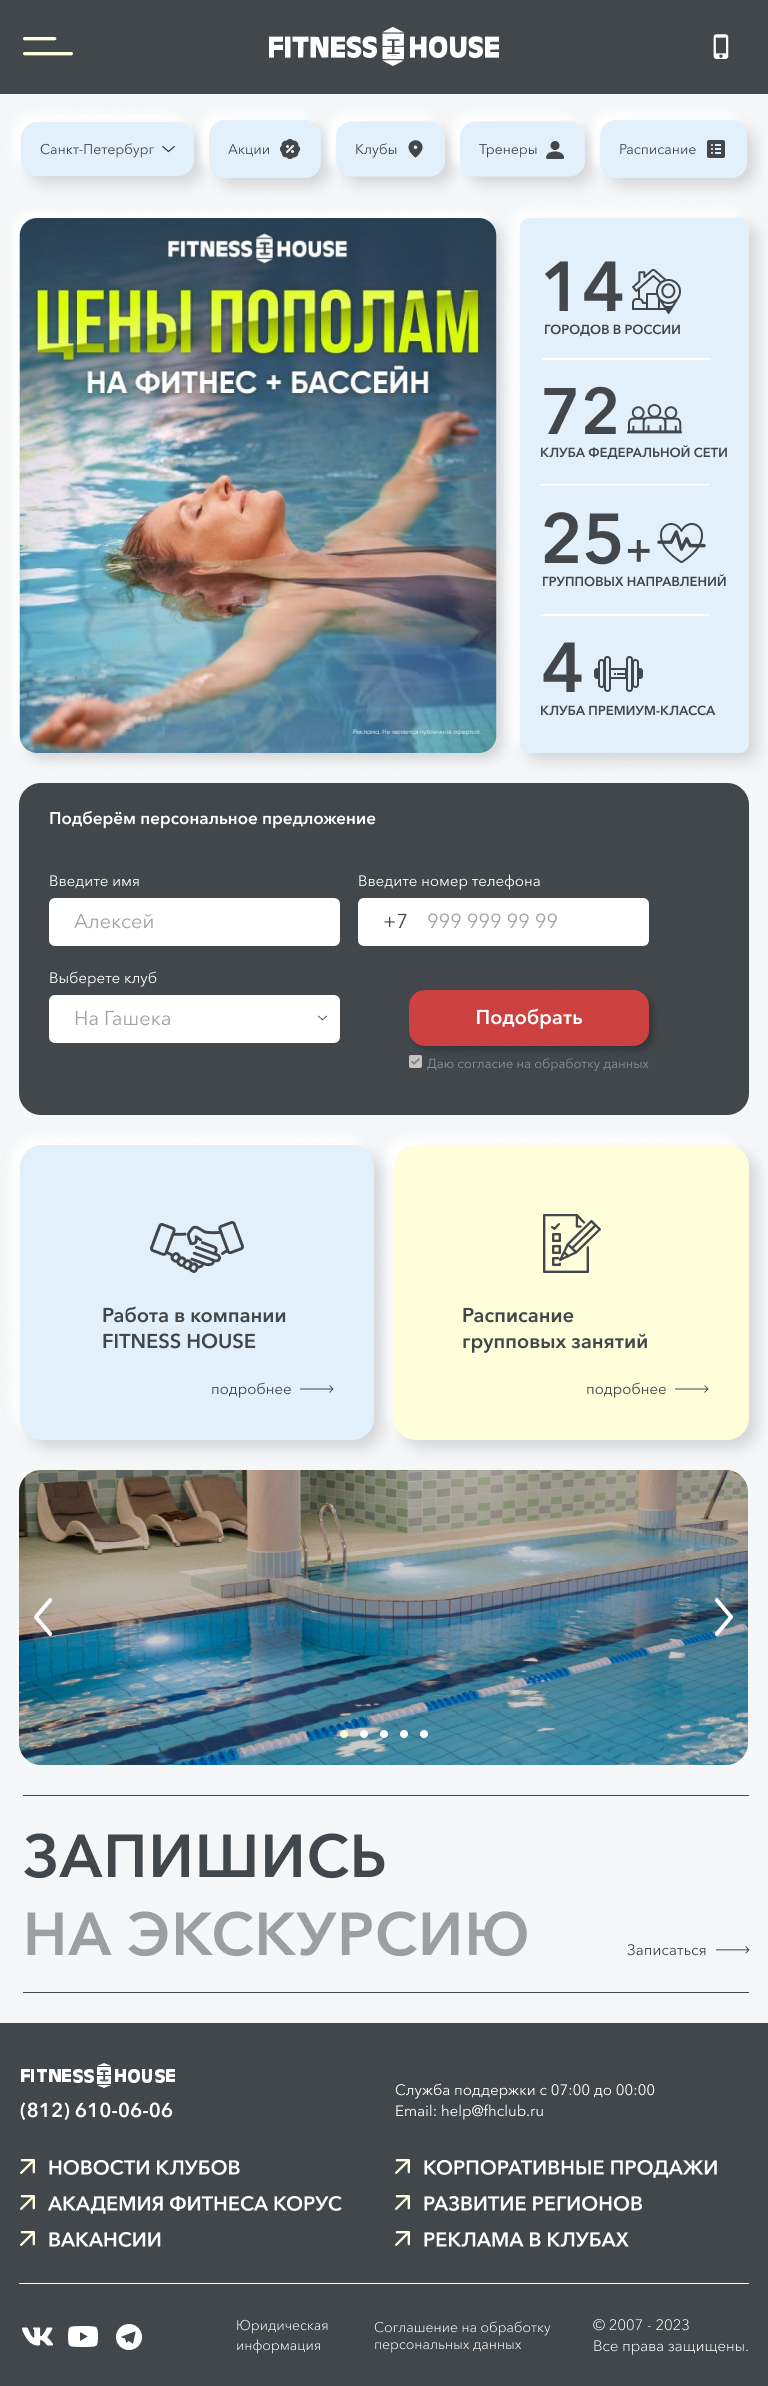 FITNESS HOUSE
Санкт-Петербург
Акции
Клубы
Тренеры
Расписание
FITNESS HOUSE
ЦЕНЫ ПОПОЛАМ
НА ФИТНЕС + БАССЕЙН
Реклама. Не является публичной офертой.
14
ГОРОДОВ В РОССИИ
72
КЛУБА ФЕДЕРАЛЬНОЙ СЕТИ
25+
ГРУППОВЫХ НАПРАВЛЕНИЙ
4
КЛУБА ПРЕМИУМ-КЛАССА
Подберём персональное предложение
Введите имя
Алексей
Введите номер телефона
+7 999 999 99 99
Выберете клуб
На Гашека
Подобрать
Даю согласие на обработку данных
Работа в компании
FITNESS HOUSE
подробнее
Расписание
групповых занятий
подробнее
ЗАПИШИСЬ
НА ЭКСКУРСИЮ
Записаться
FITNESS HOUSE
(812) 610-06-06
Служба поддержки с 07:00 до 00:00
Email: help@fhclub.ru
НОВОСТИ КЛУБОВ
АКАДЕМИЯ ФИТНЕСА КОРУС
ВАКАНСИИ
КОРПОРАТИВНЫЕ ПРОДАЖИ
РАЗВИТИЕ РЕГИОНОВ
РЕКЛАМА В КЛУБАХ
Юридическая
информация
Соглашение на обработку
персональных данных
© 2007 - 2023
Все права защищены.